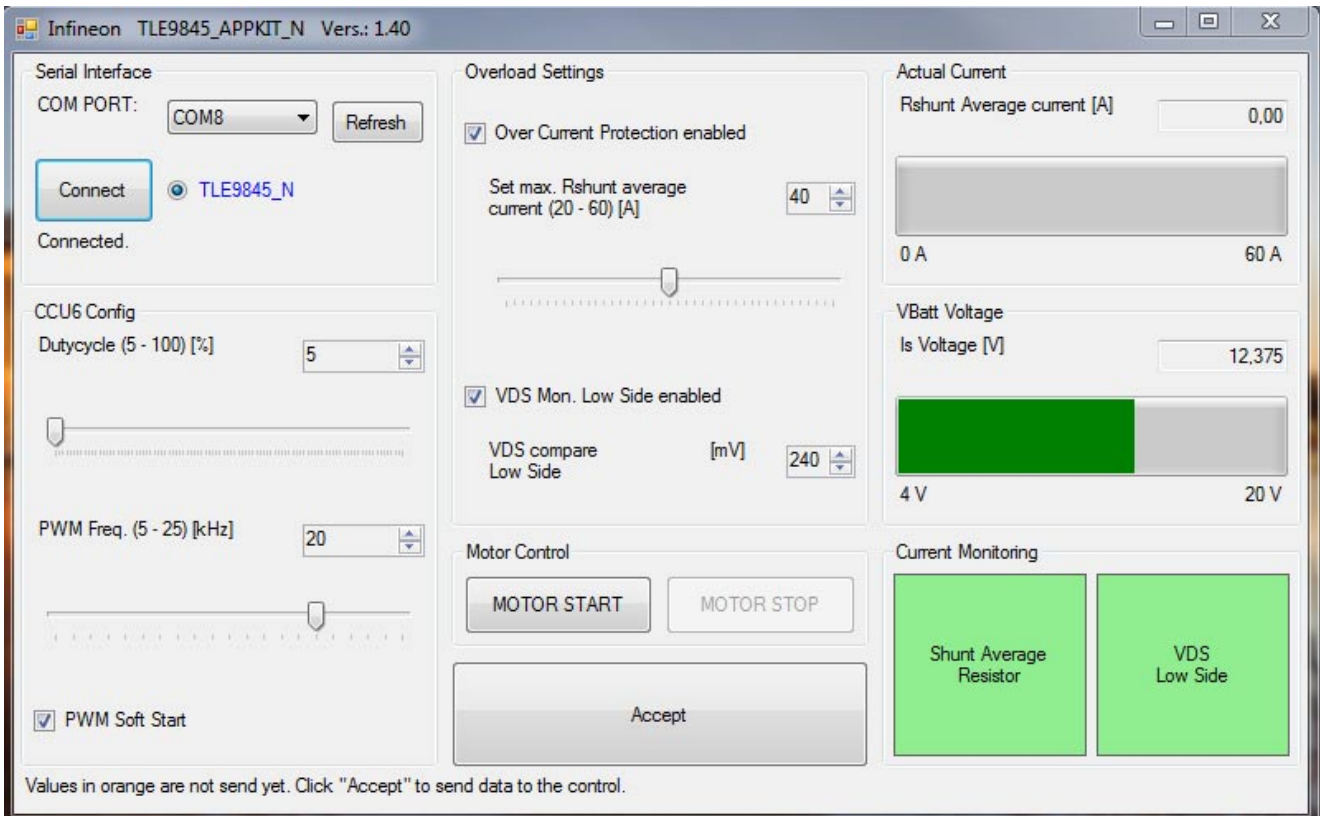 Infineon TLE9845_APPKIT_N Vers.: 1.40
Serial Interface
COM PORT:
COM8
Refresh
Connect
TLE9845_N
Connected.
CCU6 Config
Dutycycle (5 - 100) [%]
5
PWM Freq. (5 - 25) [kHz]
20
PWM Soft Start
Overload Settings
Over Current Protection enabled
Set max. Rshunt average
current (20 - 60) [A]
40
VDS Mon. Low Side enabled
VDS compare [mV]
Low Side
240
Motor Control
MOTOR START
MOTOR STOP
Accept
Actual Current
Rshunt Average current [A]
0,00
0 A
60 A
VBatt Voltage
Is Voltage [V]
12,375
4 V
20 V
Current Monitoring
Shunt Average
Resistor
VDS
Low Side
Values in orange are not send yet. Click "Accept" to send data to the control.